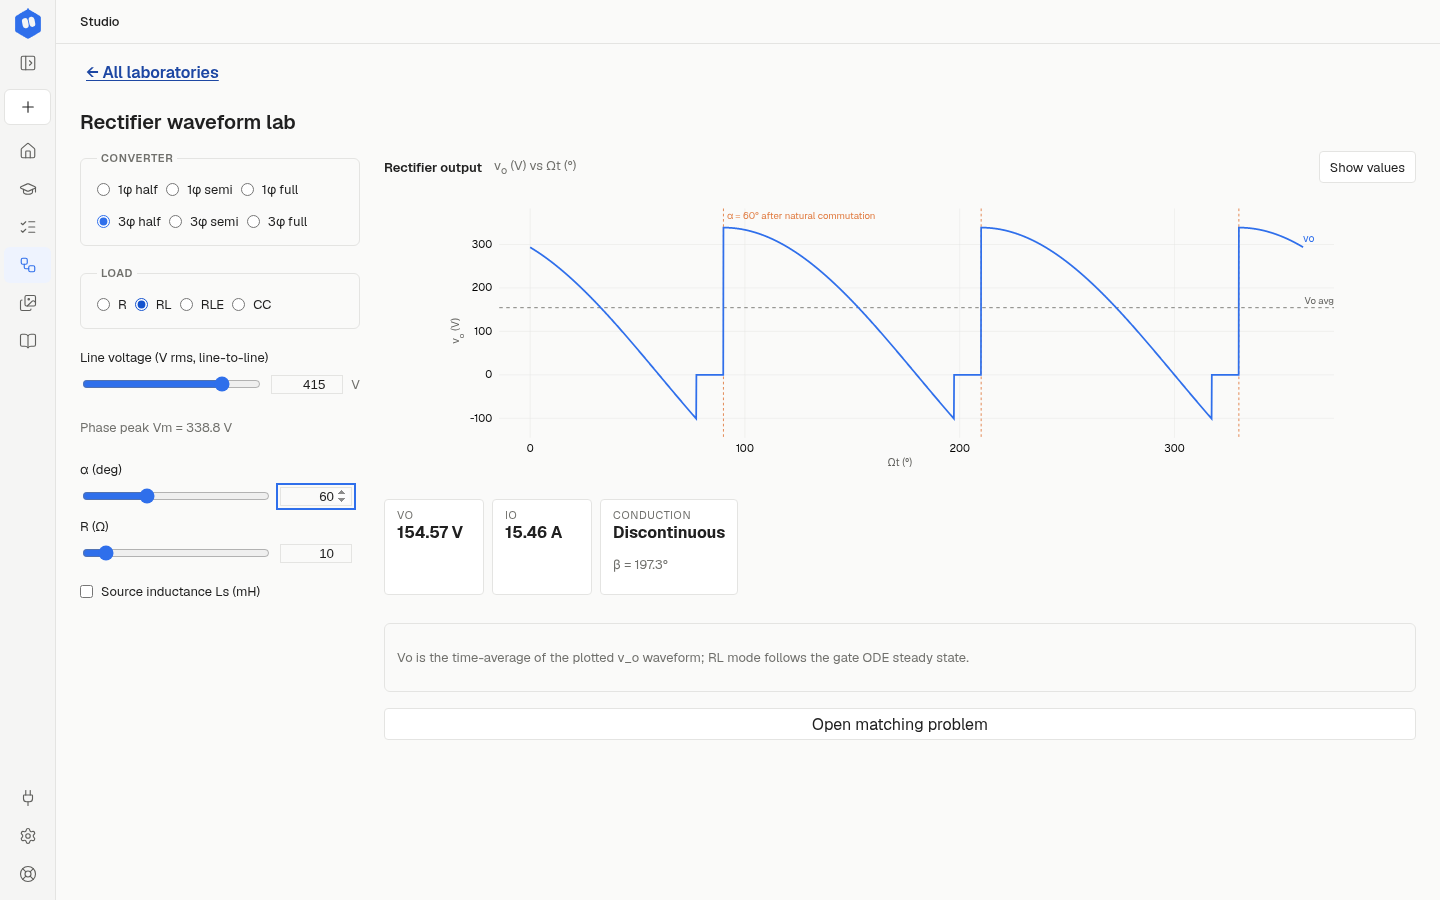 Studio
← All laboratories
Rectifier waveform lab
CONVERTER
1φ half 1φ semi 1φ full
3φ half 3φ semi 3φ full
LOAD
R RL RLE CC
Line voltage (V rms, line-to-line)
415 V
Phase peak Vm = 338.8 V
α (deg)
60
R (Ω)
10
Source inductance Ls (mH)
Rectifier output vo (V) vs Ωt (°)
Show values
α = 60° after natural commutation
300
200
100
0
-100
vo (V)
vo
Vo avg
0 100 200 300
Ωt (°)
VO
154.57 V
IO
15.46 A
CONDUCTION
Discontinuous
β = 197.3°
Vo is the time-average of the plotted v_o waveform; RL mode follows the gate ODE steady state.
Open matching problem